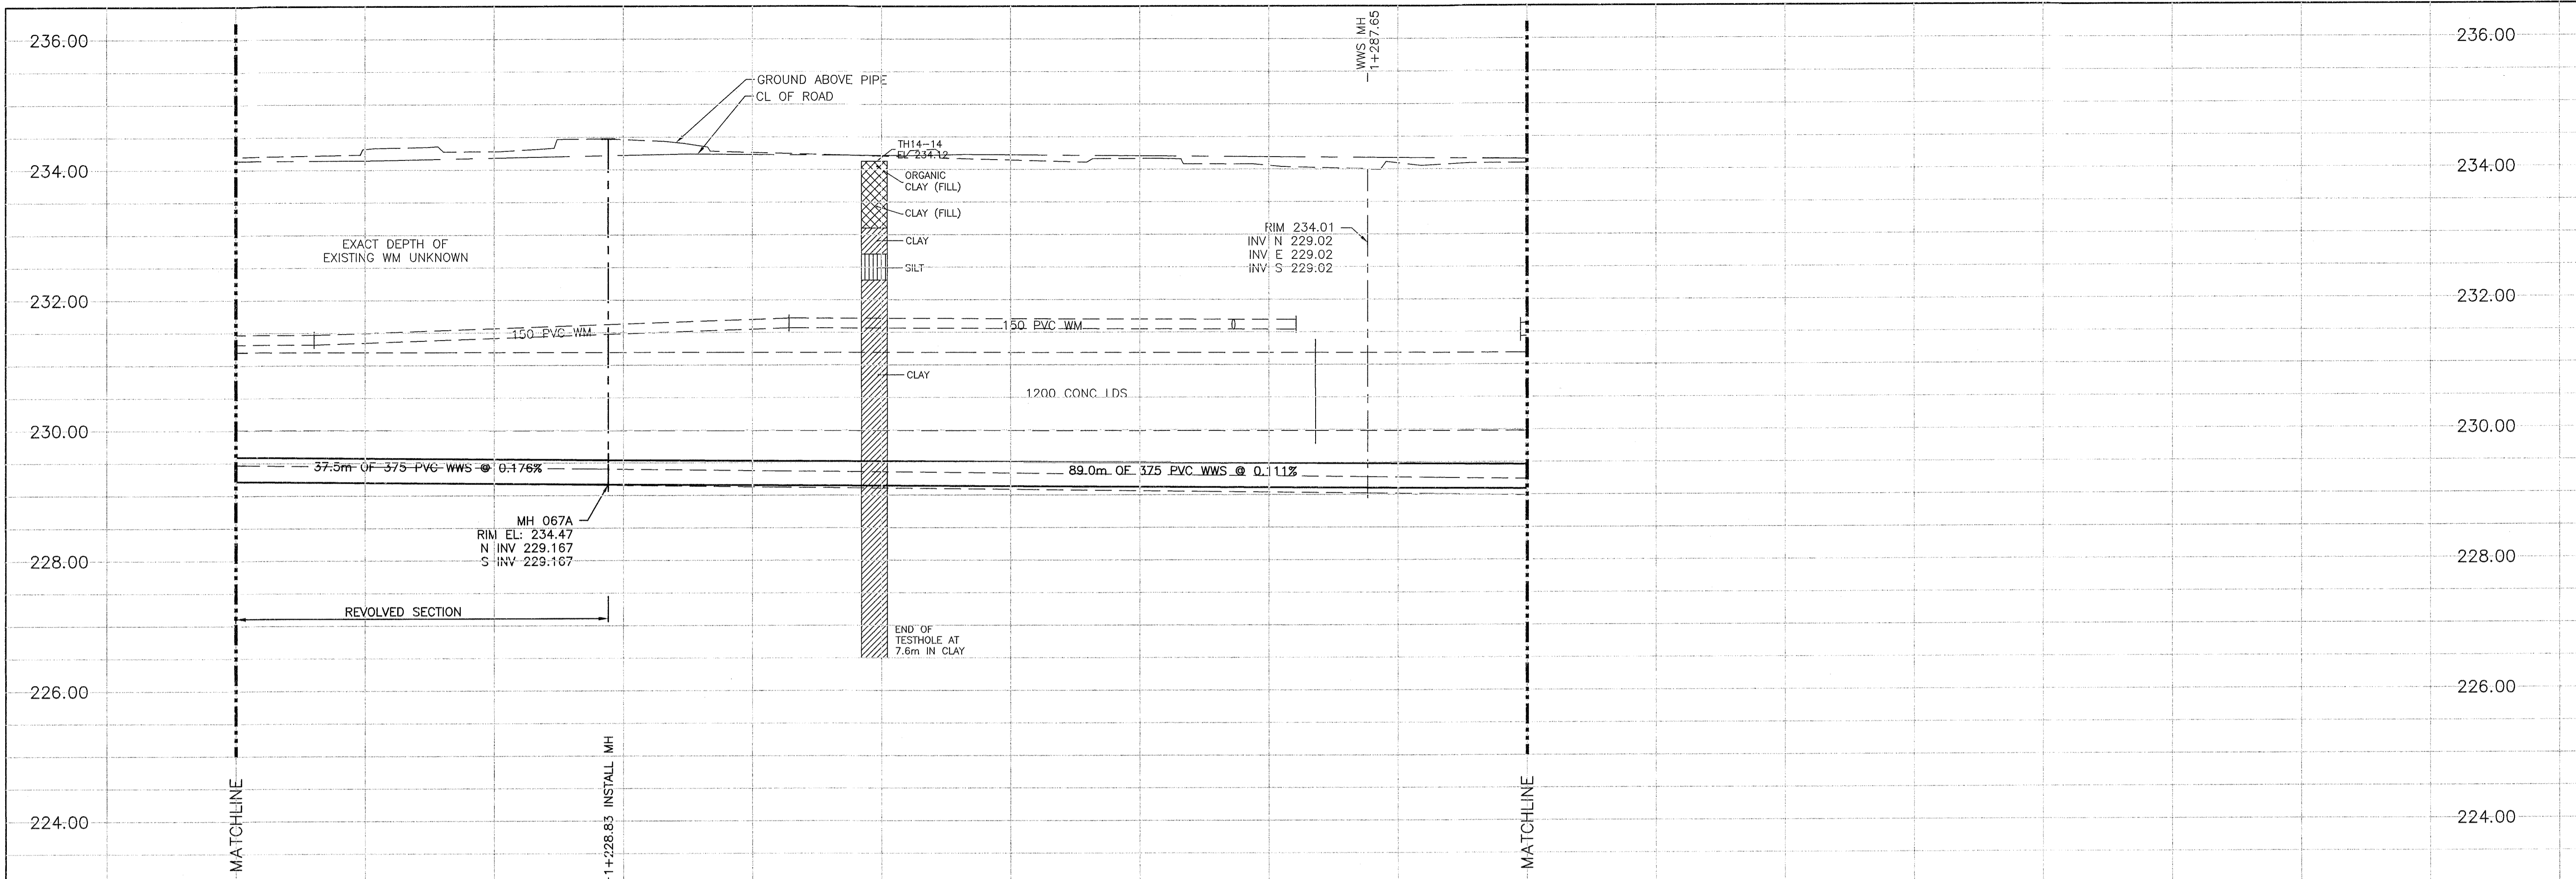 236.00
234.00
232.00
230.00
228.00
226.00
224.00
MATCHLINE
GROUND ABOVE PIPE
CL OF ROAD
TH14-14
EL 234.12
ORGANIC
CLAY (FILL)
CLAY (FILL)
CLAY
SILT
CLAY
END OF
TESTHOLE AT
7.6m IN CLAY
EXACT DEPTH OF
EXISTING WM UNKNOWN
150 PVC WM
150 PVC WM
1200 CONC LDS
37.5m OF 375 PVC WWS @ 0.176%
89.0m OF 375 PVC WWS @ 0.111%
MH 067A
RIM EL: 234.47
N INV 229.167
S INV 229.167
REVOLVED SECTION
1+228.83 INSTALL MH
WWS MH
1+287.65
RIM 234.01
INV N 229.02
INV E 229.02
INV S 229.02
MATCHLINE
236.00
234.00
232.00
230.00
228.00
226.00
224.00